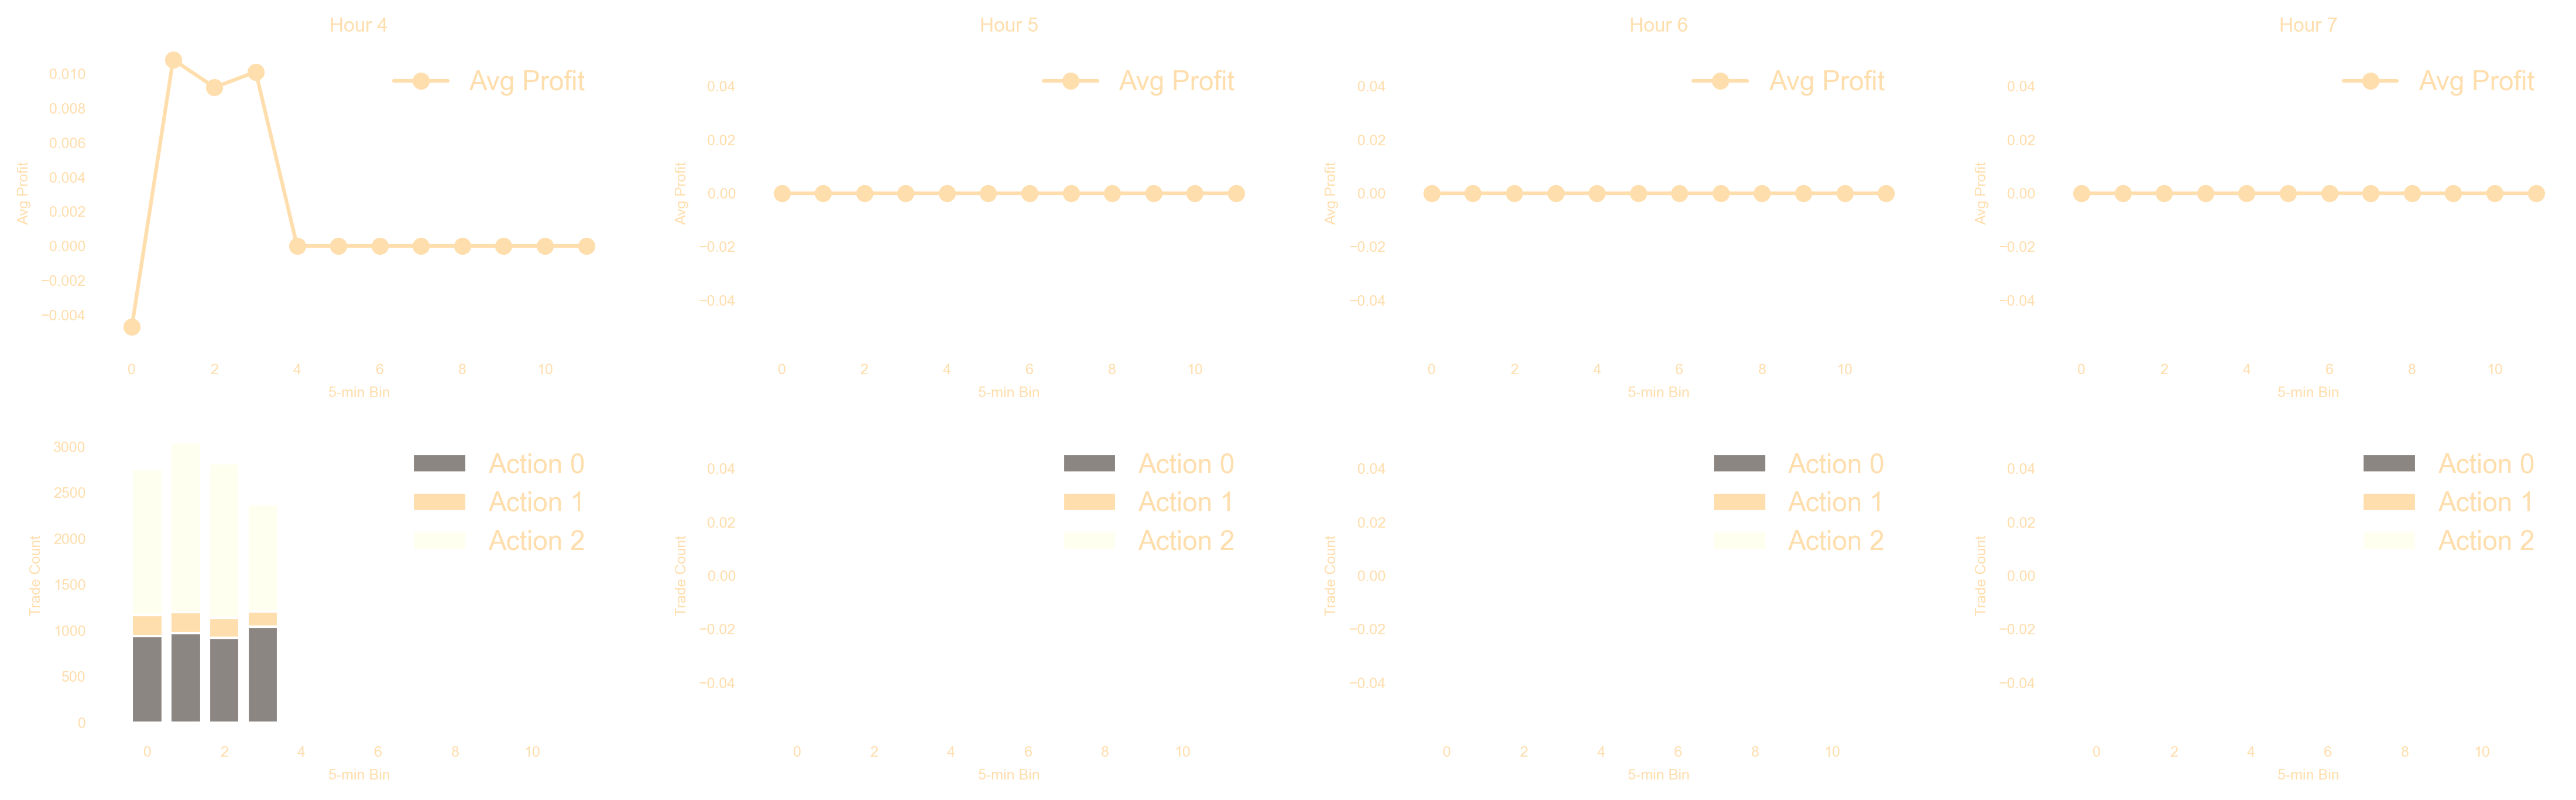 Hour 4
Avg Profit
0.010
0.008
0.006
0.004
0.002
0.000
−0.002
−0.004
Avg Profit
0 2 4 6 8 10
5-min Bin
Hour 5
Avg Profit
0.04
0.02
0.00
−0.02
−0.04
Avg Profit
0 2 4 6 8 10
5-min Bin
Hour 6
Avg Profit
0.04
0.02
0.00
−0.02
−0.04
Avg Profit
0 2 4 6 8 10
5-min Bin
Hour 7
Avg Profit
0.04
0.02
0.00
−0.02
−0.04
Avg Profit
0 2 4 6 8 10
5-min Bin
Action 0
Action 1
Action 2
3000
2500
2000
1500
1000
500
0
Trade Count
0 2 4 6 8 10
5-min Bin
Action 0
Action 1
Action 2
0.04
0.02
0.00
−0.02
−0.04
Trade Count
0 2 4 6 8 10
5-min Bin
Action 0
Action 1
Action 2
0.04
0.02
0.00
−0.02
−0.04
Trade Count
0 2 4 6 8 10
5-min Bin
Action 0
Action 1
Action 2
0.04
0.02
0.00
−0.02
−0.04
Trade Count
0 2 4 6 8 10
5-min Bin